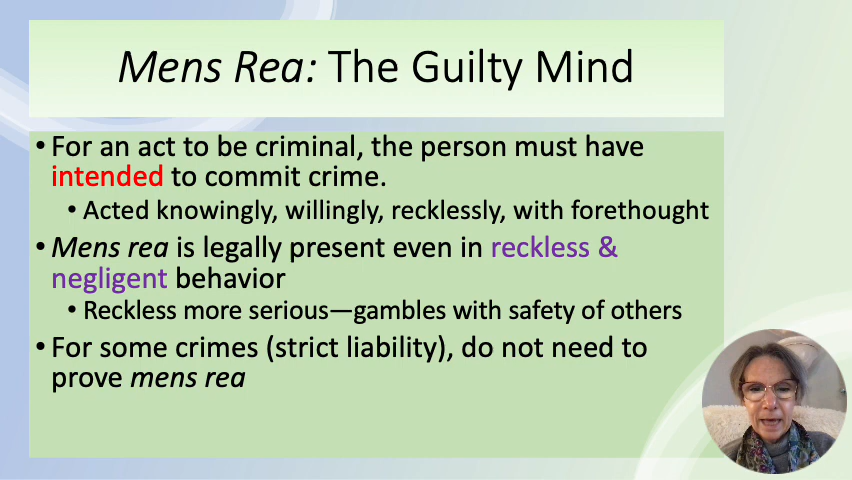 Mens Rea: The Guilty Mind
• For an act to be criminal, the person must have
intended to commit crime.
• Acted knowingly, willingly, recklessly, with forethought
• Mens rea is legally present even in reckless &
negligent behavior
• Reckless more serious—gambles with safety of others
• For some crimes (strict liability), do not need to
prove mens rea